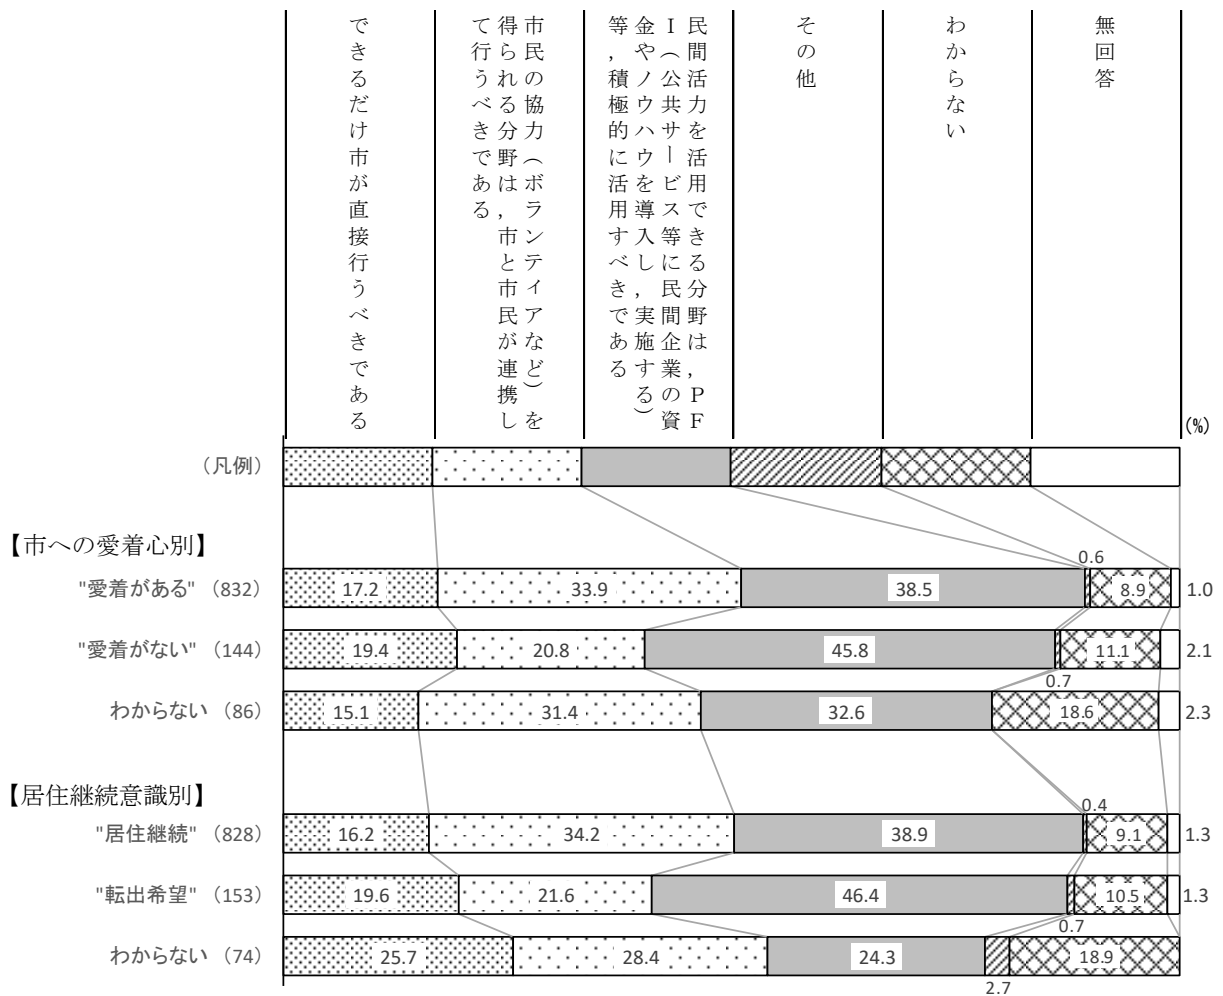 できるだけ市が直接行うべきである
市民の協力（ボランティアなど）を
得られる分野は，市と市民が連携し
て行うべきである
民間活力を活用できる分野は，ＰＦ
Ｉ（公共サービス等に民間企業の資
金やノウハウを導入し，実施する）
等，積極的に活用すべきである
その他
わからない
無回答
(%)
（凡例）
【市への愛着心別】
0.6
"愛着がある"（832） 17.2 33.9 38.5 8.9 1.0
"愛着がない"（144） 19.4 20.8 45.8 11.1 2.1
0.7
わからない（86） 15.1 31.4 32.6 18.6 2.3
【居住継続意識別】
0.4
"居住継続"（828） 16.2 34.2 38.9 9.1 1.3
"転出希望"（153） 19.6 21.6 46.4 10.5 1.3
0.7
わからない（74） 25.7 28.4 24.3 18.9
2.7